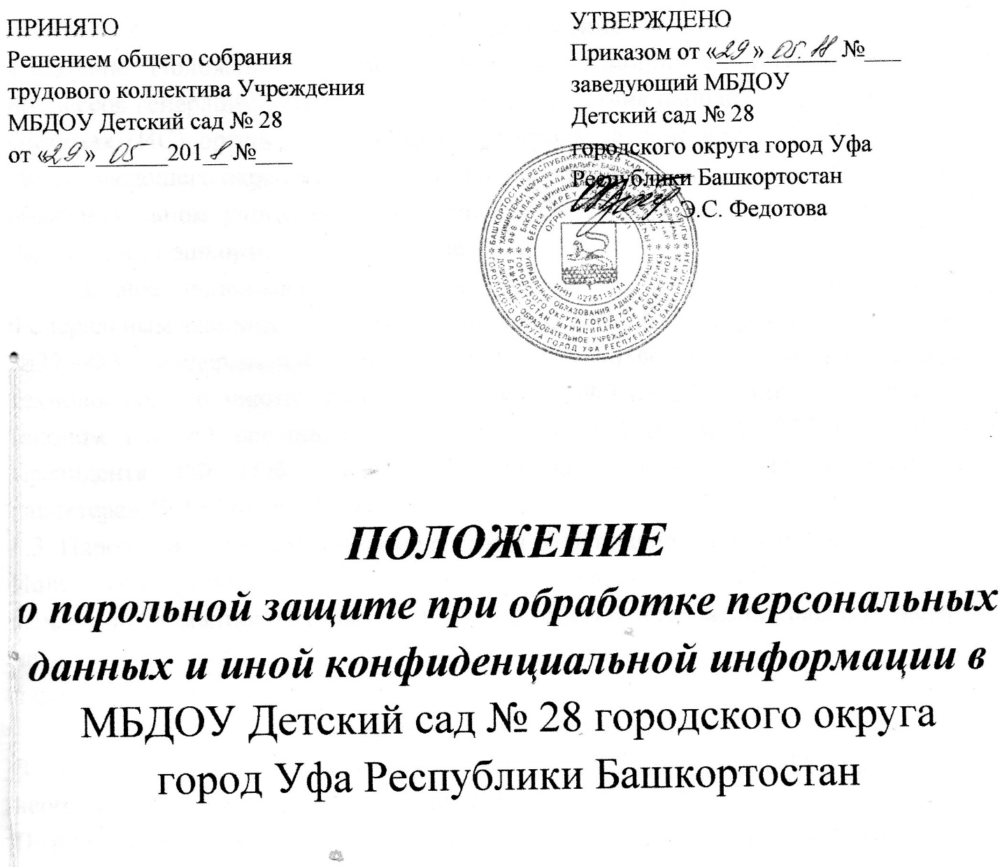 ПРИНЯТО
Решением общего собрания
трудового коллектива Учреждения
МБДОУ Детский сад № 28
от «29» 05 2018 №___
УТВЕРЖДЕНО
Приказом от «29» 05.18 №___
заведующий МБДОУ
Детский сад № 28
городского округа город Уфа
Республики Башкортостан
Э.С. Федотова
ПОЛОЖЕНИЕ
о парольной защите при обработке персональных
данных и иной конфиденциальной информации в
МБДОУ Детский сад № 28 городского округа
город Уфа Республики Башкортостан